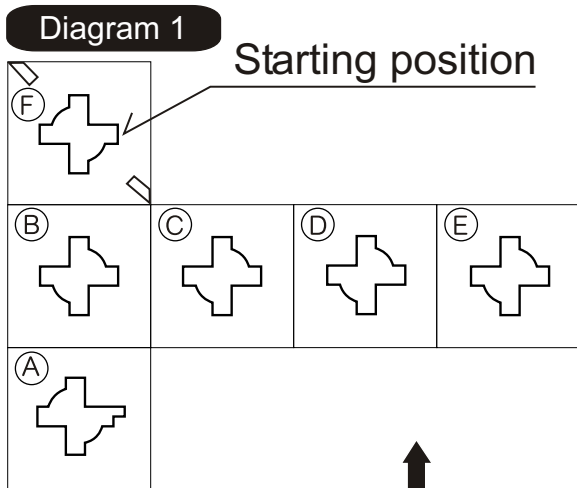 Diagram 1
Starting position
F
B C D E
A